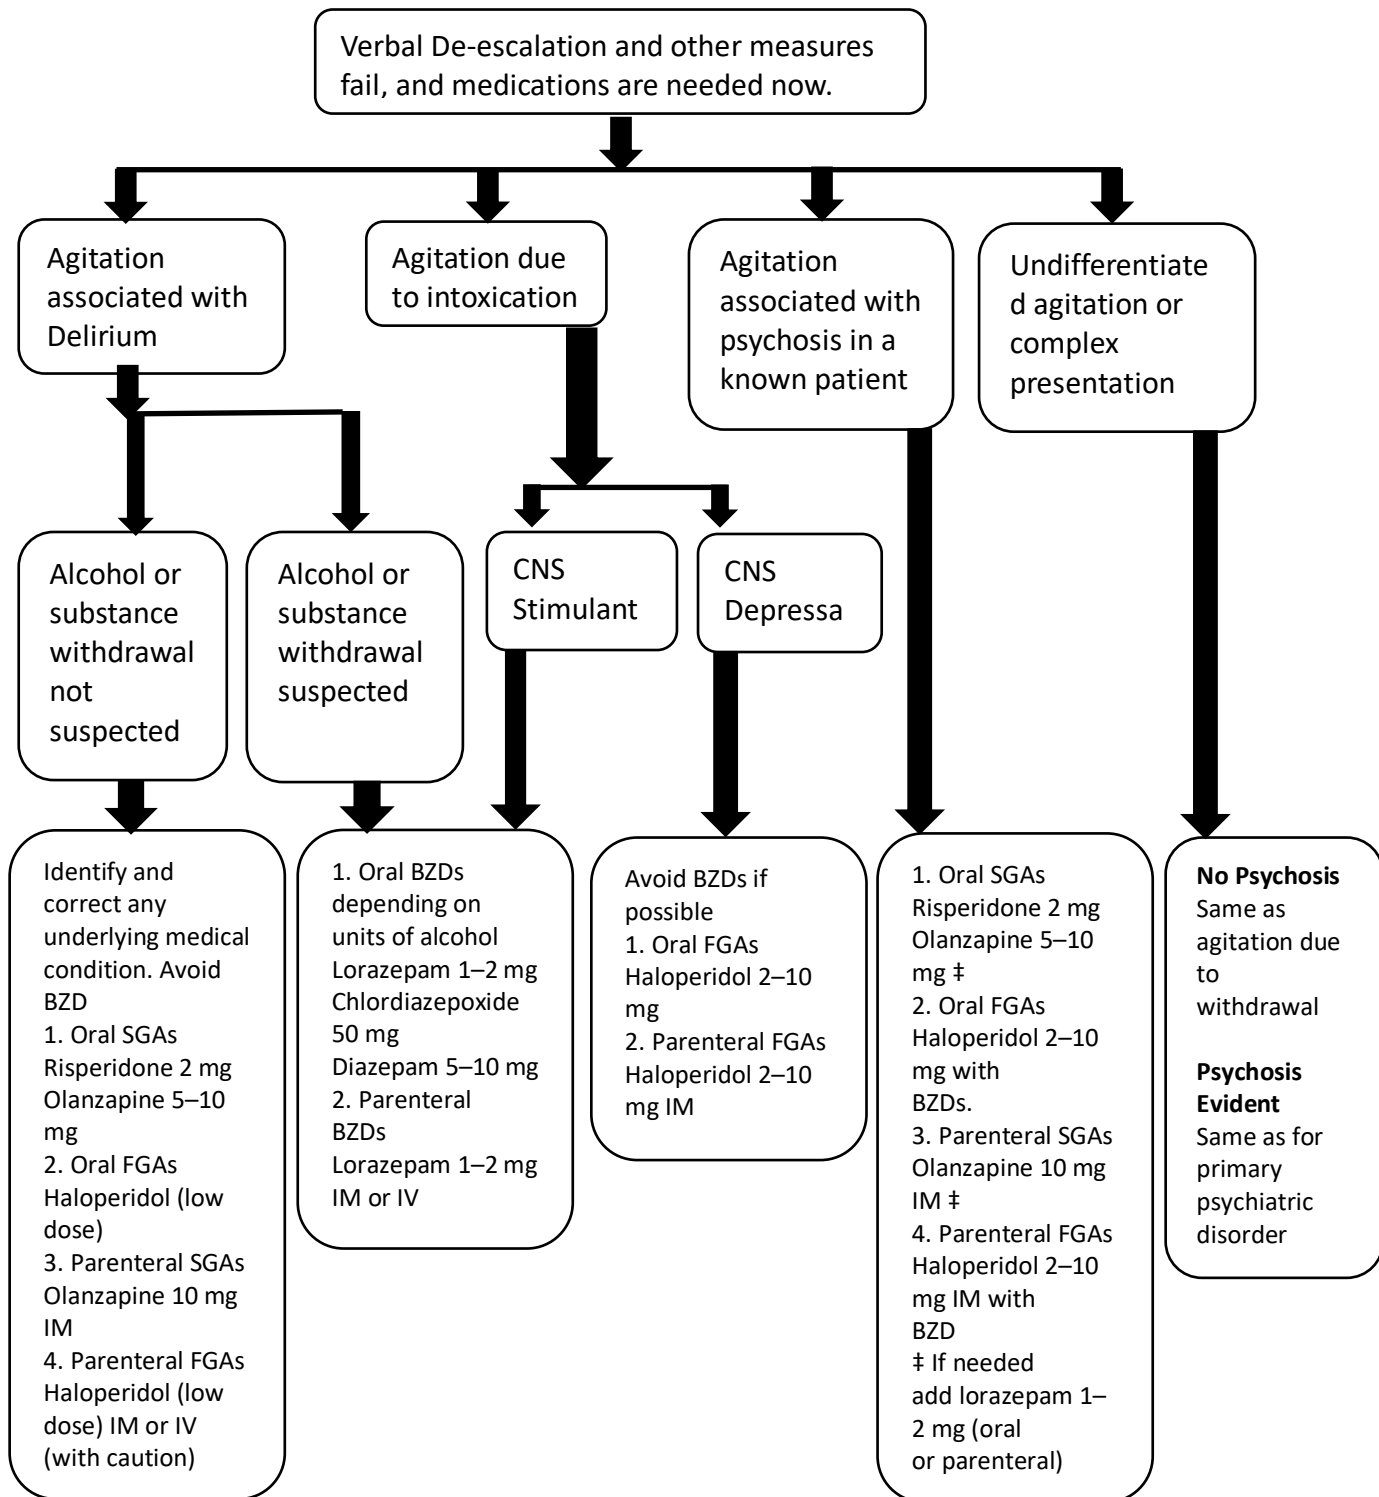 Verbal De-escalation and other measures
fail, and medications are needed now.
Agitation
associated with
Delirium
Agitation due
to intoxication
Agitation
associated with
psychosis in a
known patient
Undifferentiate
d agitation or
complex
presentation
Alcohol or
substance
withdrawal
not
suspected
Alcohol or
substance
withdrawal
suspected
CNS
Stimulant
CNS
Depressa
Identify and
correct any
underlying medical
condition. Avoid
BZD
1. Oral SGAs
Risperidone 2 mg
Olanzapine 5–10
mg
2. Oral FGAs
Haloperidol (low
dose)
3. Parenteral SGAs
Olanzapine 10 mg
IM
4. Parenteral FGAs
Haloperidol (low
dose) IM or IV
(with caution)
1. Oral BZDs
depending on
units of alcohol
Lorazepam 1–2 mg
Chlordiazepoxide
50 mg
Diazepam 5–10 mg
2. Parenteral
BZDs
Lorazepam 1–2 mg
IM or IV
Avoid BZDs if
possible
1. Oral FGAs
Haloperidol 2–10
mg
2. Parenteral FGAs
Haloperidol 2–10
mg IM
1. Oral SGAs
Risperidone 2 mg
Olanzapine 5–10
mg ‡
2. Oral FGAs
Haloperidol 2–10
mg with
BZDs.
3. Parenteral SGAs
Olanzapine 10 mg
IM ‡
4. Parenteral FGAs
Haloperidol 2–10
mg IM with
BZD
‡ If needed
add lorazepam 1–
2 mg (oral
or parenteral)
No Psychosis
Same as
agitation due
to
withdrawal
Psychosis
Evident
Same as for
primary
psychiatric
disorder